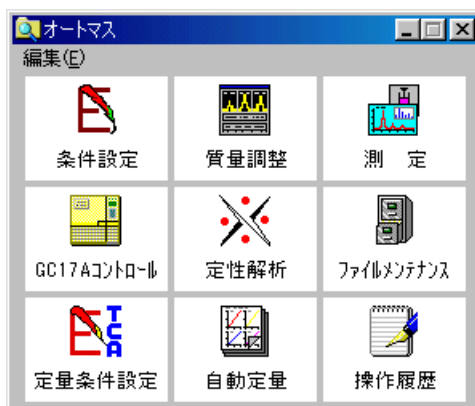 オートマス
編集(E)
条件設定
質量調整
測　定
GC17Aｺﾝﾄﾛｰﾙ
定性解析
ﾌｧｲﾙﾒﾝﾃﾅﾝｽ
TCA
定量条件設定
自動定量
操作履歴